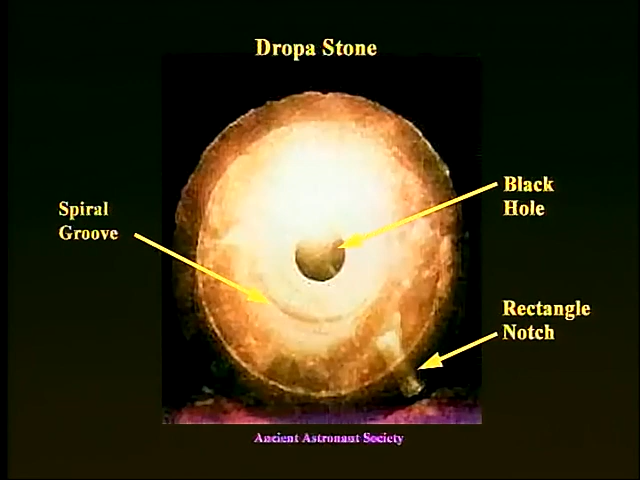 Dropa Stone
Spiral
Groove
Black
Hole
Rectangle
Notch
Ancient Astronaut Society